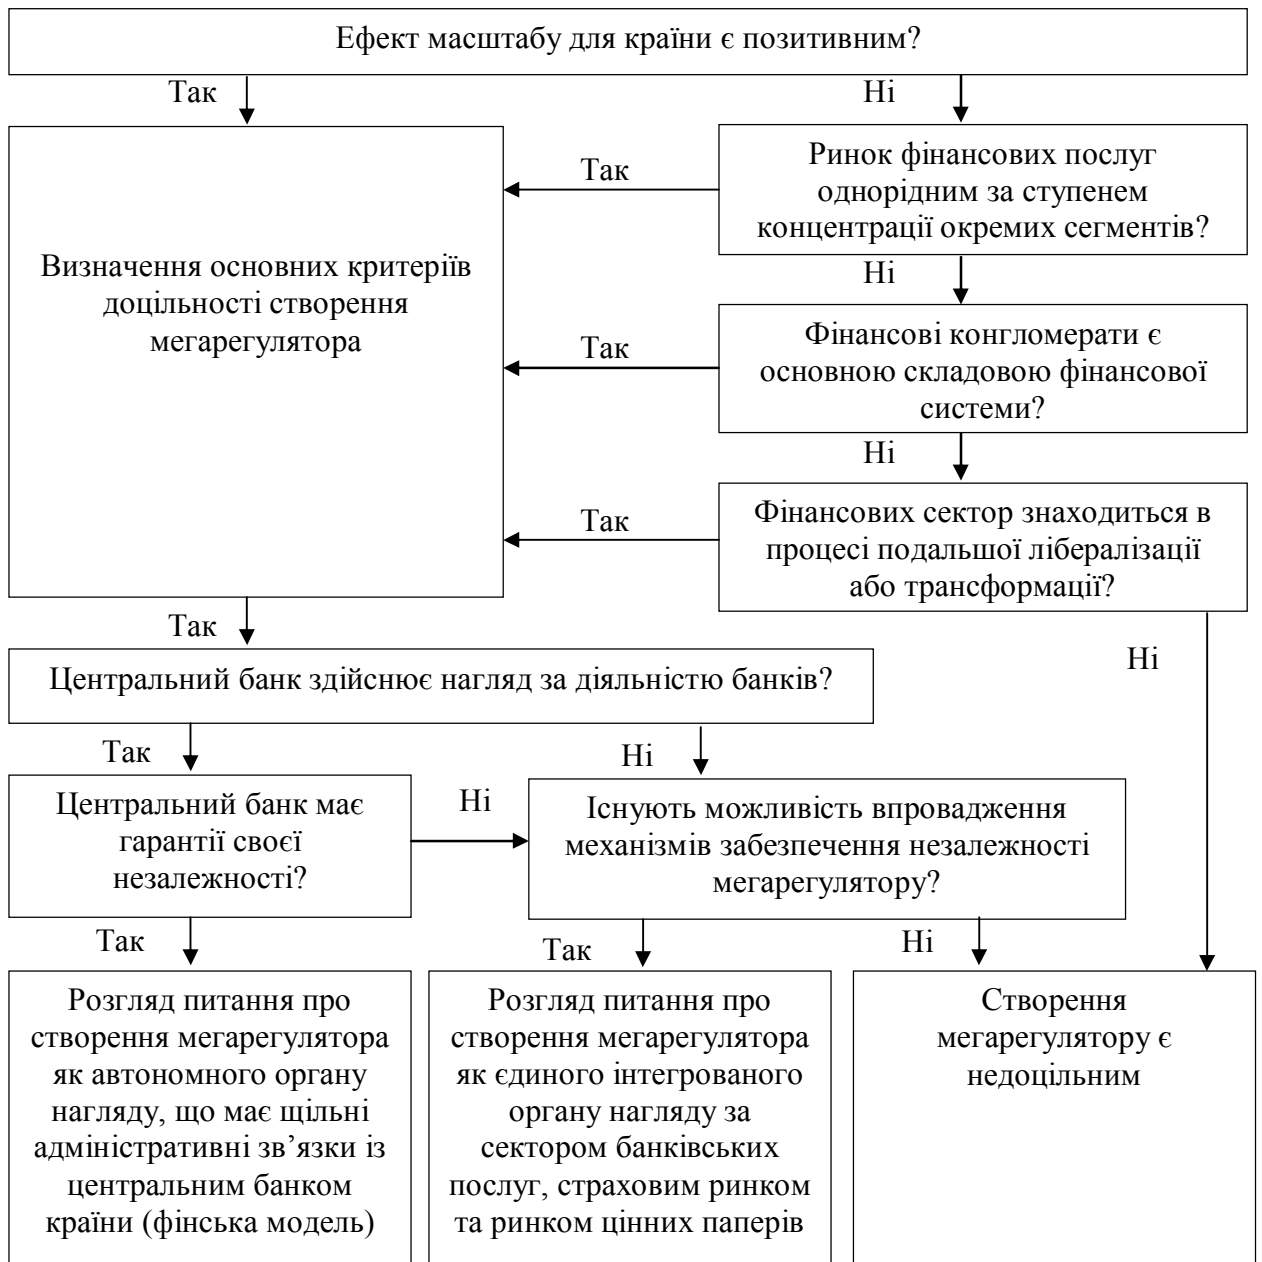 Ефект масштабу для країни є позитивним?
Так
Ні
Ринок фінансових послуг
однорідним за ступенем
концентрації окремих сегментів?
Так
Визначення основних критеріїв
доцільності створення
мегарегулятора
Ні
Фінансові конгломерати є
основною складовою фінансової
системи?
Так
Ні
Фінансових сектор знаходиться в
процесі подальшої лібералізації
або трансформації?
Так
Так
Ні
Центральний банк здійснює нагляд за діяльністю банків?
Так
Ні
Центральний банк має
гарантії своєї
незалежності?
Ні
Існують можливість впровадження
механізмів забезпечення незалежності
мегарегулятору?
Так
Так
Ні
Розгляд питання про
створення мегарегулятора
як автономного органу
нагляду, що має щільні
адміністративні зв’язки із
центральним банком
країни (фінська модель)
Розгляд питання про
створення мегарегулятора
як єдиного інтегрованого
органу нагляду за
сектором банківських
послуг, страховим ринком
та ринком цінних паперів
Створення
мегарегулятору є
недоцільним